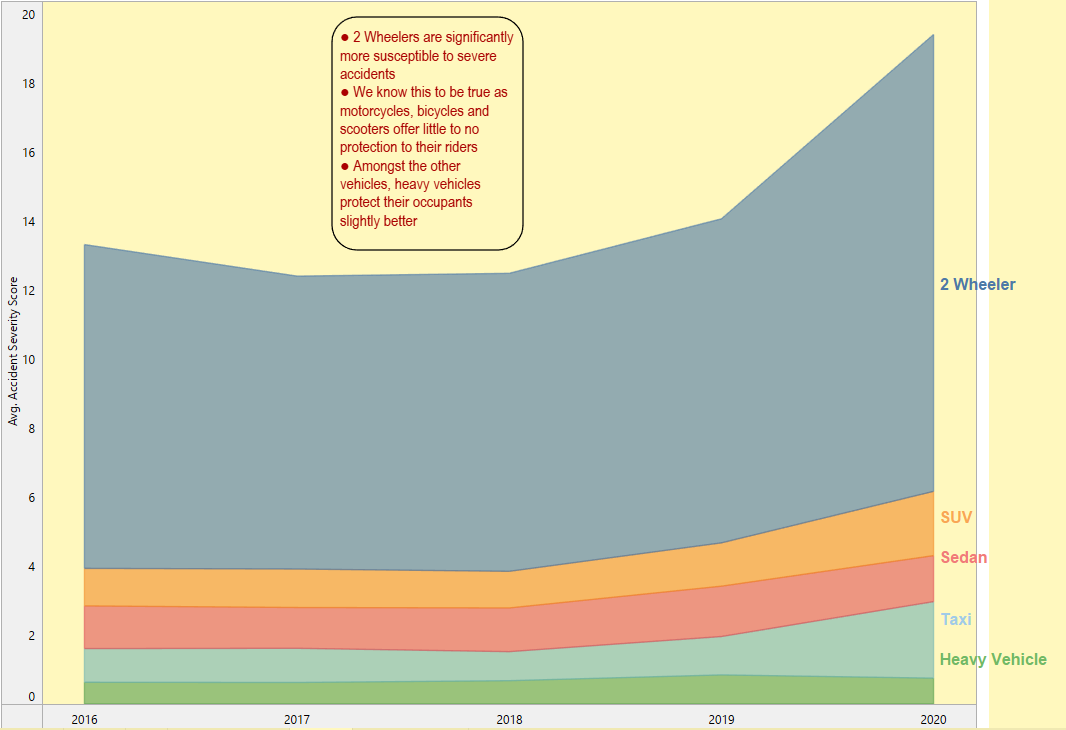 20
● 2 Wheelers are significantly
more susceptible to severe
accidents
● We know this to be true as
motorcycles, bicycles and
scooters offer little to no
protection to their riders
● Amongst the other
vehicles, heavy vehicles
protect their occupants
slightly better
18
16
14
12
10
8
6
4
2
0
Avg. Accident Severity Score
2 Wheeler
SUV
Sedan
Taxi
Heavy Vehicle
2016 2017 2018 2019 2020